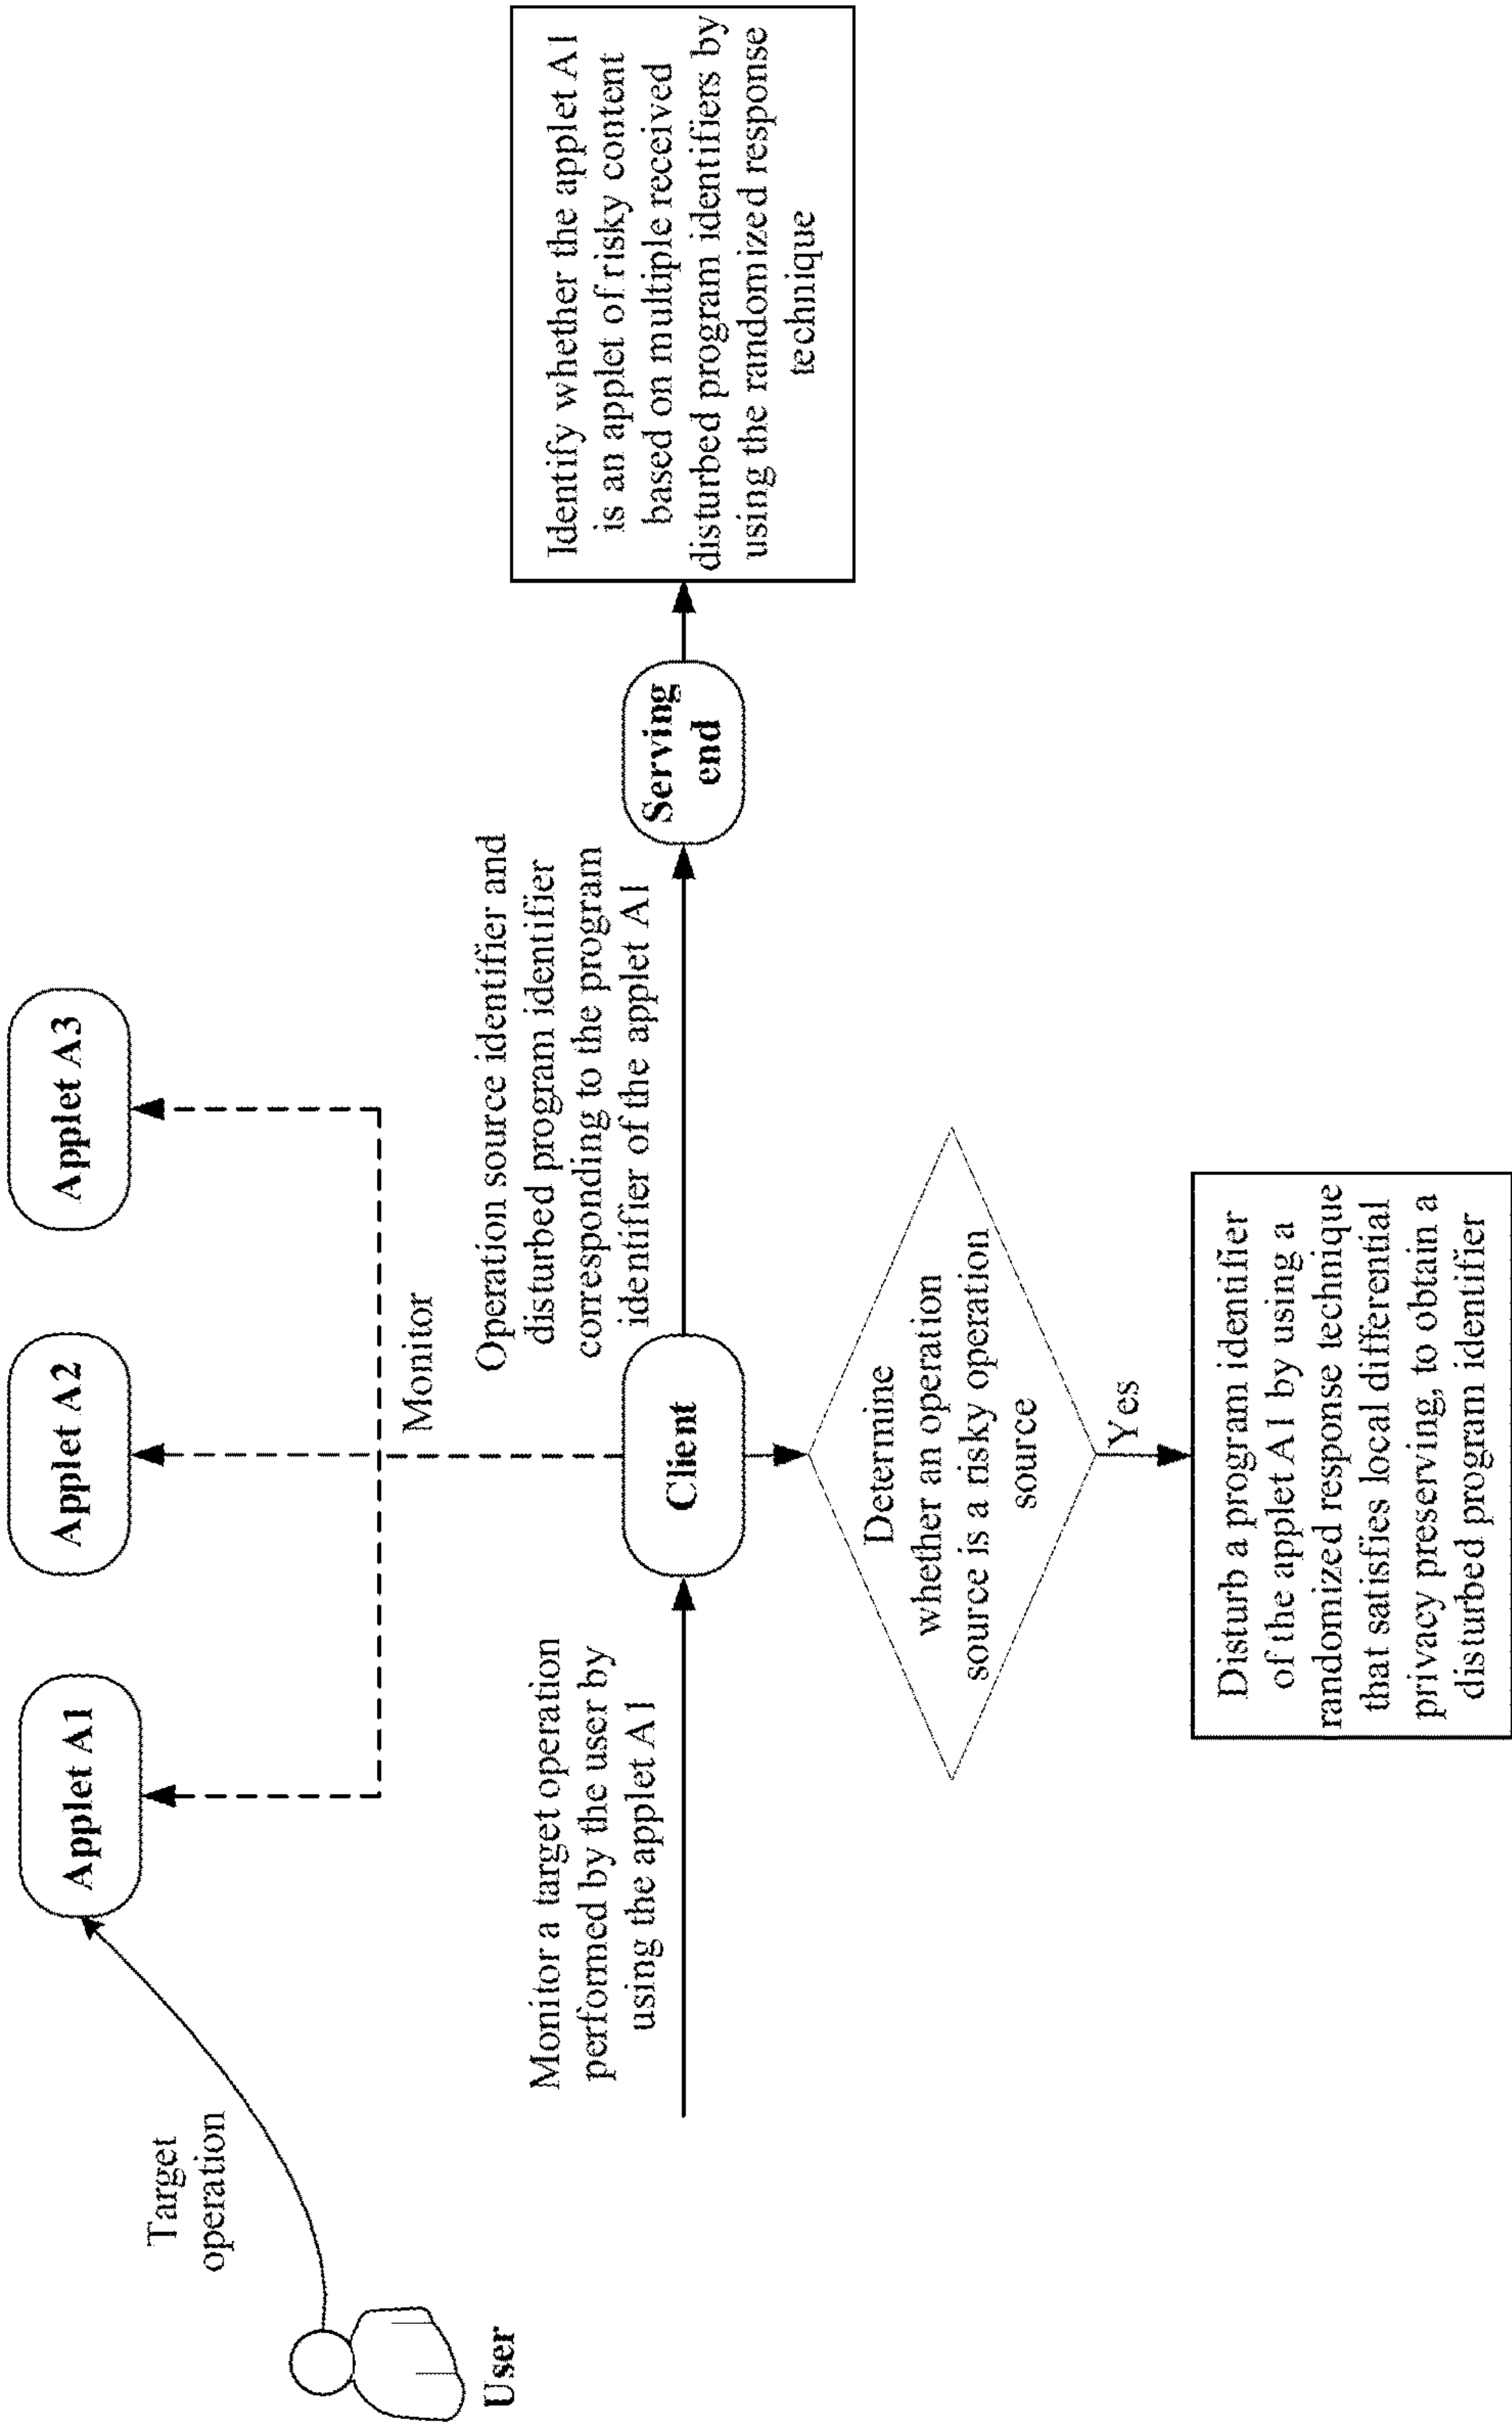 Target
operation
User
Applet A1
Applet A2
Applet A3
Monitor
Monitor a target operation
performed by the user by
using the applet A1
Client
Operation source identifier and
disturbed program identifier
corresponding to the program
identifier of the applet A1
Serving
end
Identify whether the applet A1
is an applet of risky content
based on multiple received
disturbed program identifiers by
using the randomized response
technique
Determine
whether an operation
source is a risky operation
source
Yes
Disturb a program identifier
of the applet A1 by using a
randomized response technique
that satisfies local differential
privacy preserving, to obtain a
disturbed program identifier